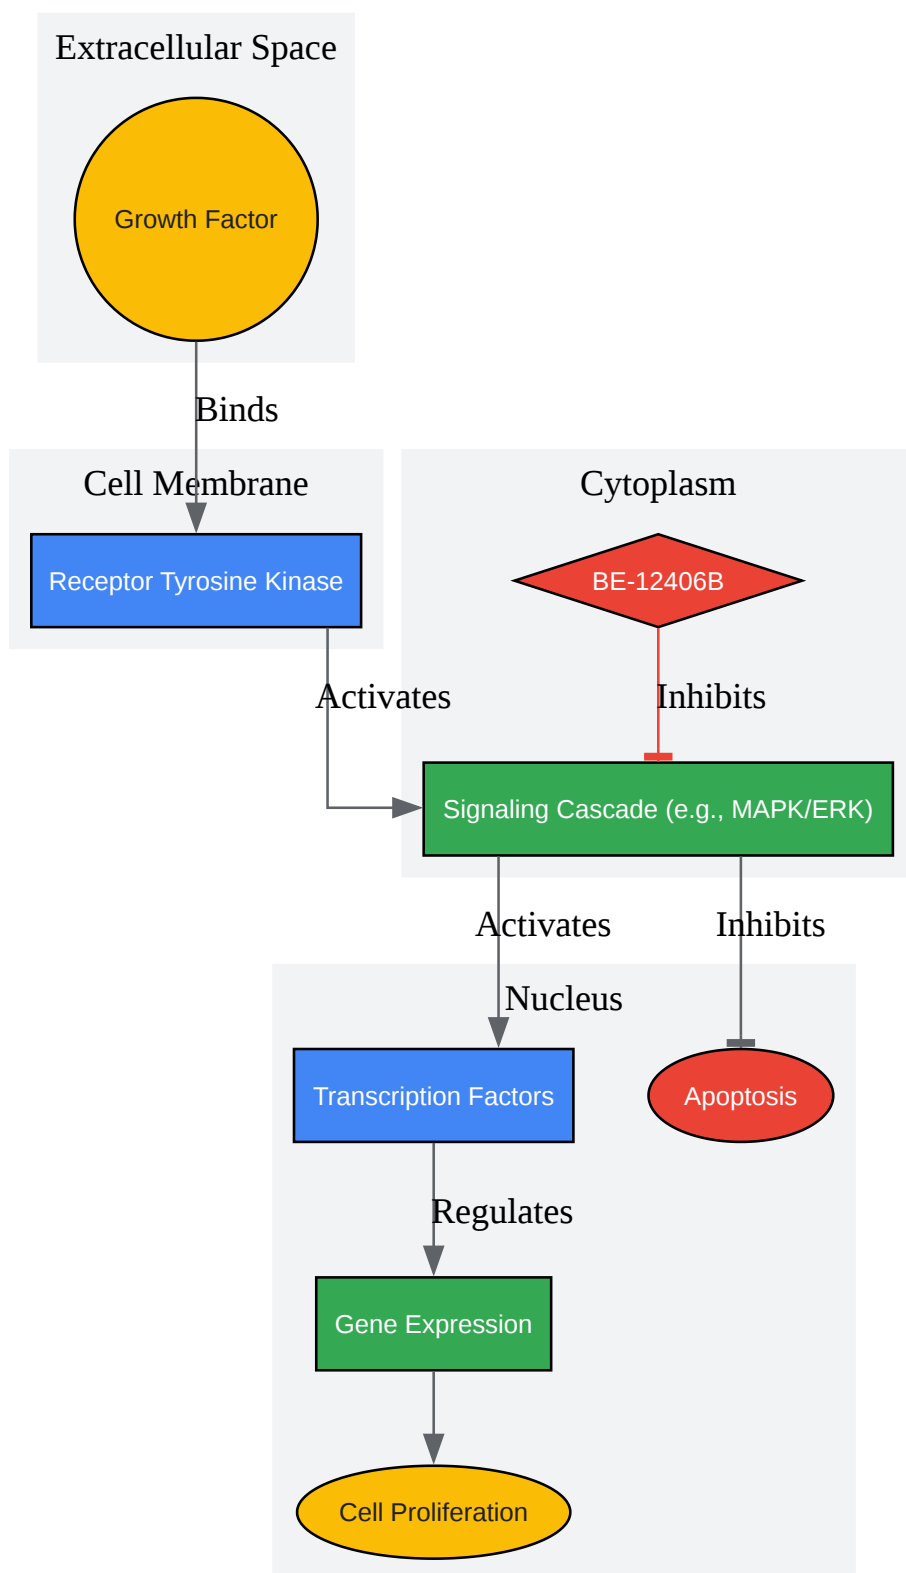 Extracellular Space
Growth Factor
Binds
Cell Membrane
Receptor Tyrosine Kinase
Cytoplasm
BE-12406B
Activates
Inhibits
Signaling Cascade (e.g., MAPK/ERK)
Activates
Inhibits
Nucleus
Transcription Factors
Apoptosis
Regulates
Gene Expression
Cell Proliferation